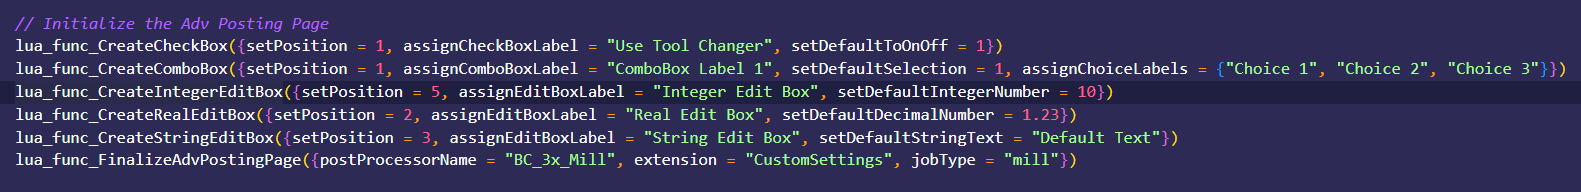 // Initialize the Adv Posting Page
lua_func_CreateCheckBox({setPosition = 1, assignCheckBoxLabel = "Use Tool Changer", setDefaultToOnOff = 1})
lua_func_CreateComboBox({setPosition = 1, assignComboBoxLabel = "ComboBox Label 1", setDefaultSelection = 1, assignChoiceLabels = {"Choice 1", "Choice 2", "Choice 3"}})
lua_func_CreateIntegerEditBox({setPosition = 5, assignEditBoxLabel = "Integer Edit Box", setDefaultIntegerNumber = 10})
lua_func_CreateRealEditBox({setPosition = 2, assignEditBoxLabel = "Real Edit Box", setDefaultDecimalNumber = 1.23})
lua_func_CreateStringEditBox({setPosition = 3, assignEditBoxLabel = "String Edit Box", setDefaultStringText = "Default Text"})
lua_func_FinalizeAdvPostingPage({postProcessorName = "BC_3x_Mill", extension = "CustomSettings", jobType = "mill"})